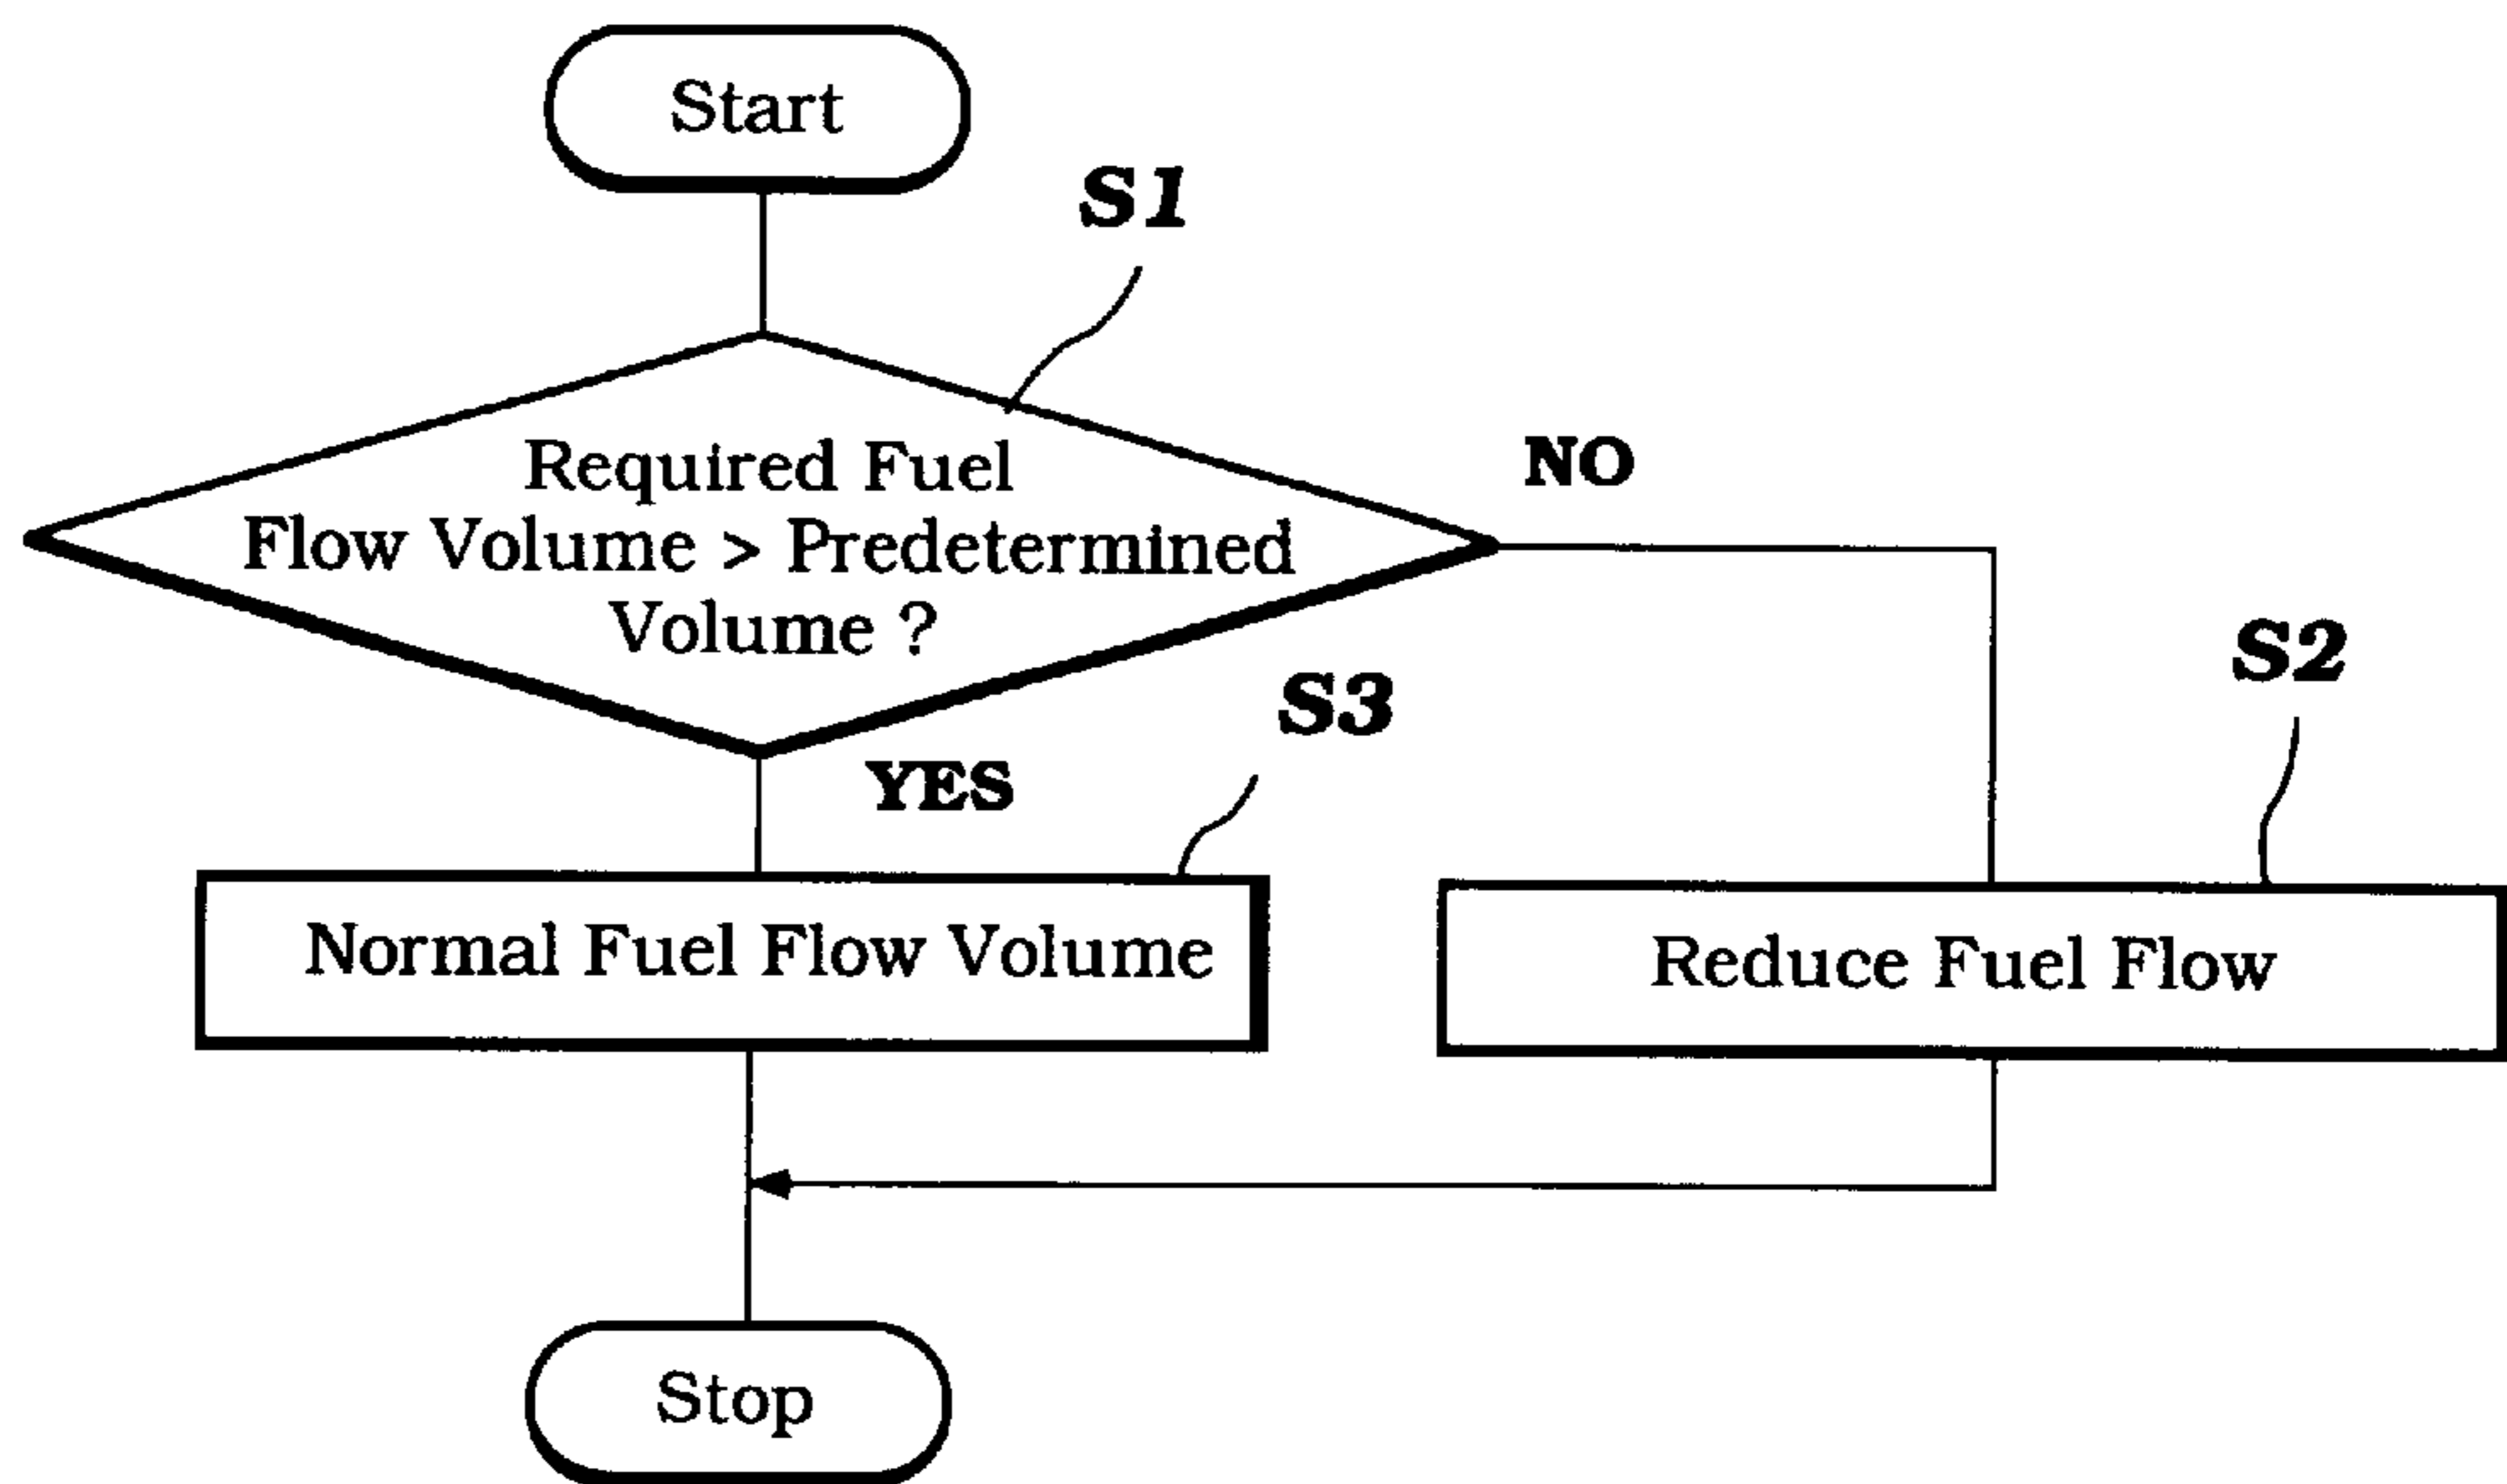 Start
S1
Required Fuel
Flow Volume > Predetermined
Volume ?
NO
YES
S3
S2
Normal Fuel Flow Volume
Reduce Fuel Flow
Stop